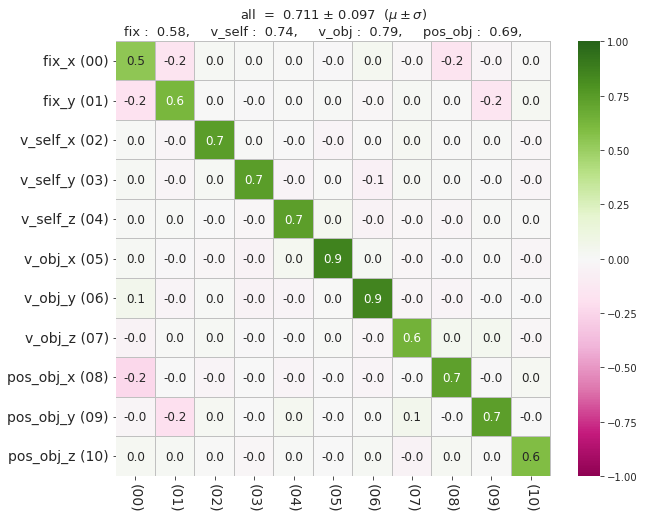 all  =  0.711 ± 0.097  (μ ± σ)
fix :  0.58,     v_self :  0.74,     v_obj :  0.79,     pos_obj :  0.69,
fix_x (00) 0.5 -0.2 0.0 0.0 0.0 -0.0 0.0 -0.0 -0.2 -0.0 0.0
fix_y (01) -0.2 0.6 0.0 -0.0 0.0 0.0 -0.0 0.0 -0.0 -0.2 0.0
v_self_x (02) 0.0 -0.0 0.7 0.0 -0.0 -0.0 0.0 0.0 0.0 0.0 -0.0
v_self_y (03) 0.0 -0.0 0.0 0.7 -0.0 0.0 -0.1 0.0 0.0 -0.0 -0.0
v_self_z (04) 0.0 0.0 -0.0 -0.0 0.7 0.0 -0.0 -0.0 -0.0 0.0 0.0
v_obj_x (05) 0.0 -0.0 -0.0 -0.0 0.0 0.9 0.0 -0.0 0.0 0.0 -0.0
v_obj_y (06) 0.1 -0.0 0.0 -0.0 -0.0 0.0 0.9 -0.0 -0.0 0.0 -0.0
v_obj_z (07) -0.0 0.0 -0.0 0.0 -0.0 0.0 -0.0 0.6 0.0 0.0 -0.0
pos_obj_x (08) -0.2 -0.0 -0.0 -0.0 -0.0 0.0 -0.0 0.0 0.7 -0.0 0.0
pos_obj_y (09) -0.0 -0.2 0.0 -0.0 0.0 -0.0 0.0 0.1 -0.0 0.7 -0.0
pos_obj_z (10) 0.0 0.0 0.0 -0.0 -0.0 -0.0 0.0 -0.0 0.0 -0.0 0.6
(00) (01) (02) (03) (04) (05) (06) (07) (08) (09) (10)
1.00
0.75
0.50
0.25
0.00
−0.25
−0.50
−0.75
−1.00